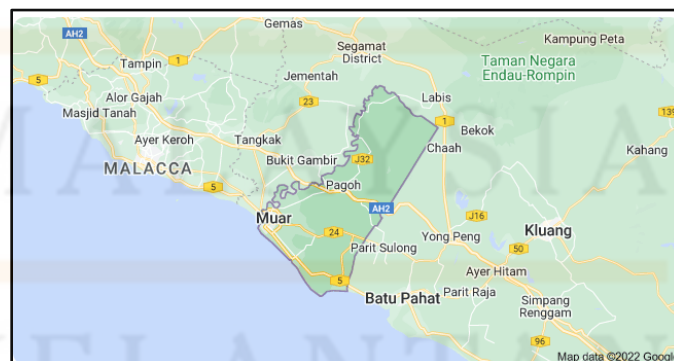 Gemas
AH2
Kampung Peta
Segamat
District
Taman Negara
Endau-Rompin
Tampin
1
5
Jementah
Alor Gajah
23
Labis
139
Masjid Tanah
1
Bekok
Ayer Keroh
Tangkak
Chaah
Kahang
Bukit Gambir
J32
MALACCA
5
Pagoh
AH2
Muar
J16
24
Yong Peng
Kluang
Parit Sulong
50
Ayer Hitam
5
Batu Pahat
Parit Raja
Simpang
Renggam
96
Map data ©2022 Google